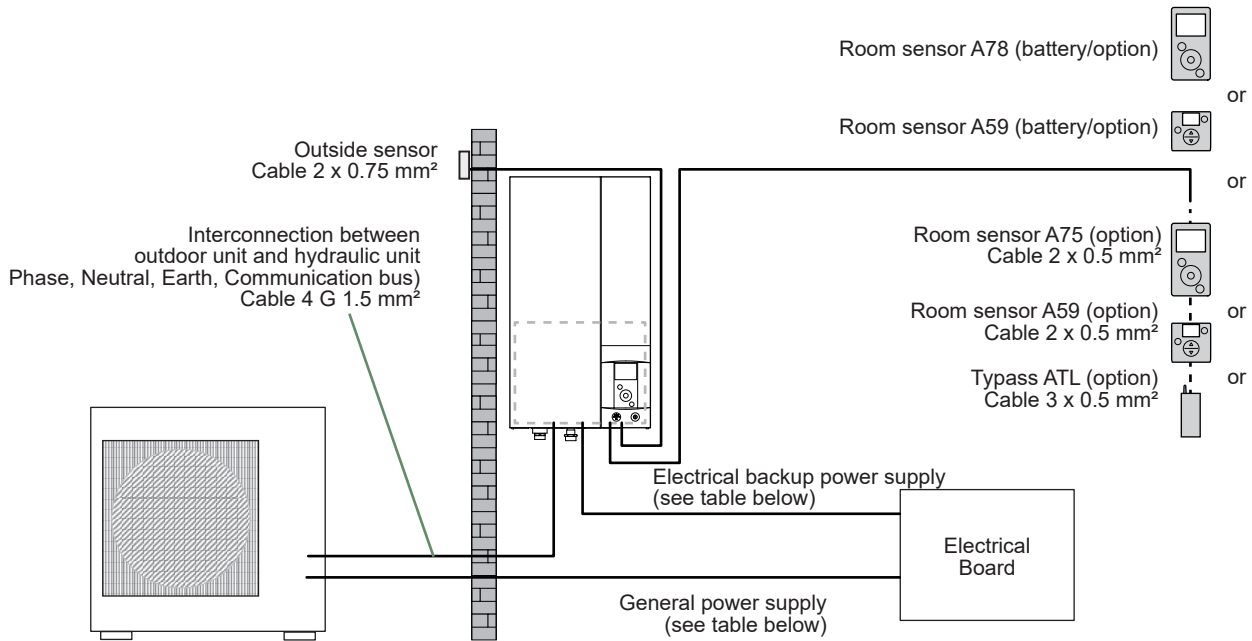 Room sensor A78 (battery/option)
or
Room sensor A59 (battery/option)
or
Outside sensor
Cable 2 x 0.75 mm²
Interconnection between
outdoor unit and hydraulic unit
Phase, Neutral, Earth, Communication bus)
Cable 4 G 1.5 mm²
Room sensor A75 (option)
Cable 2 x 0.5 mm²
or
Room sensor A59 (option)
Cable 2 x 0.5 mm²
or
Typass ATL (option)
Cable 3 x 0.5 mm²
Electrical backup power supply
(see table below)
Electrical
Board
General power supply
(see table below)